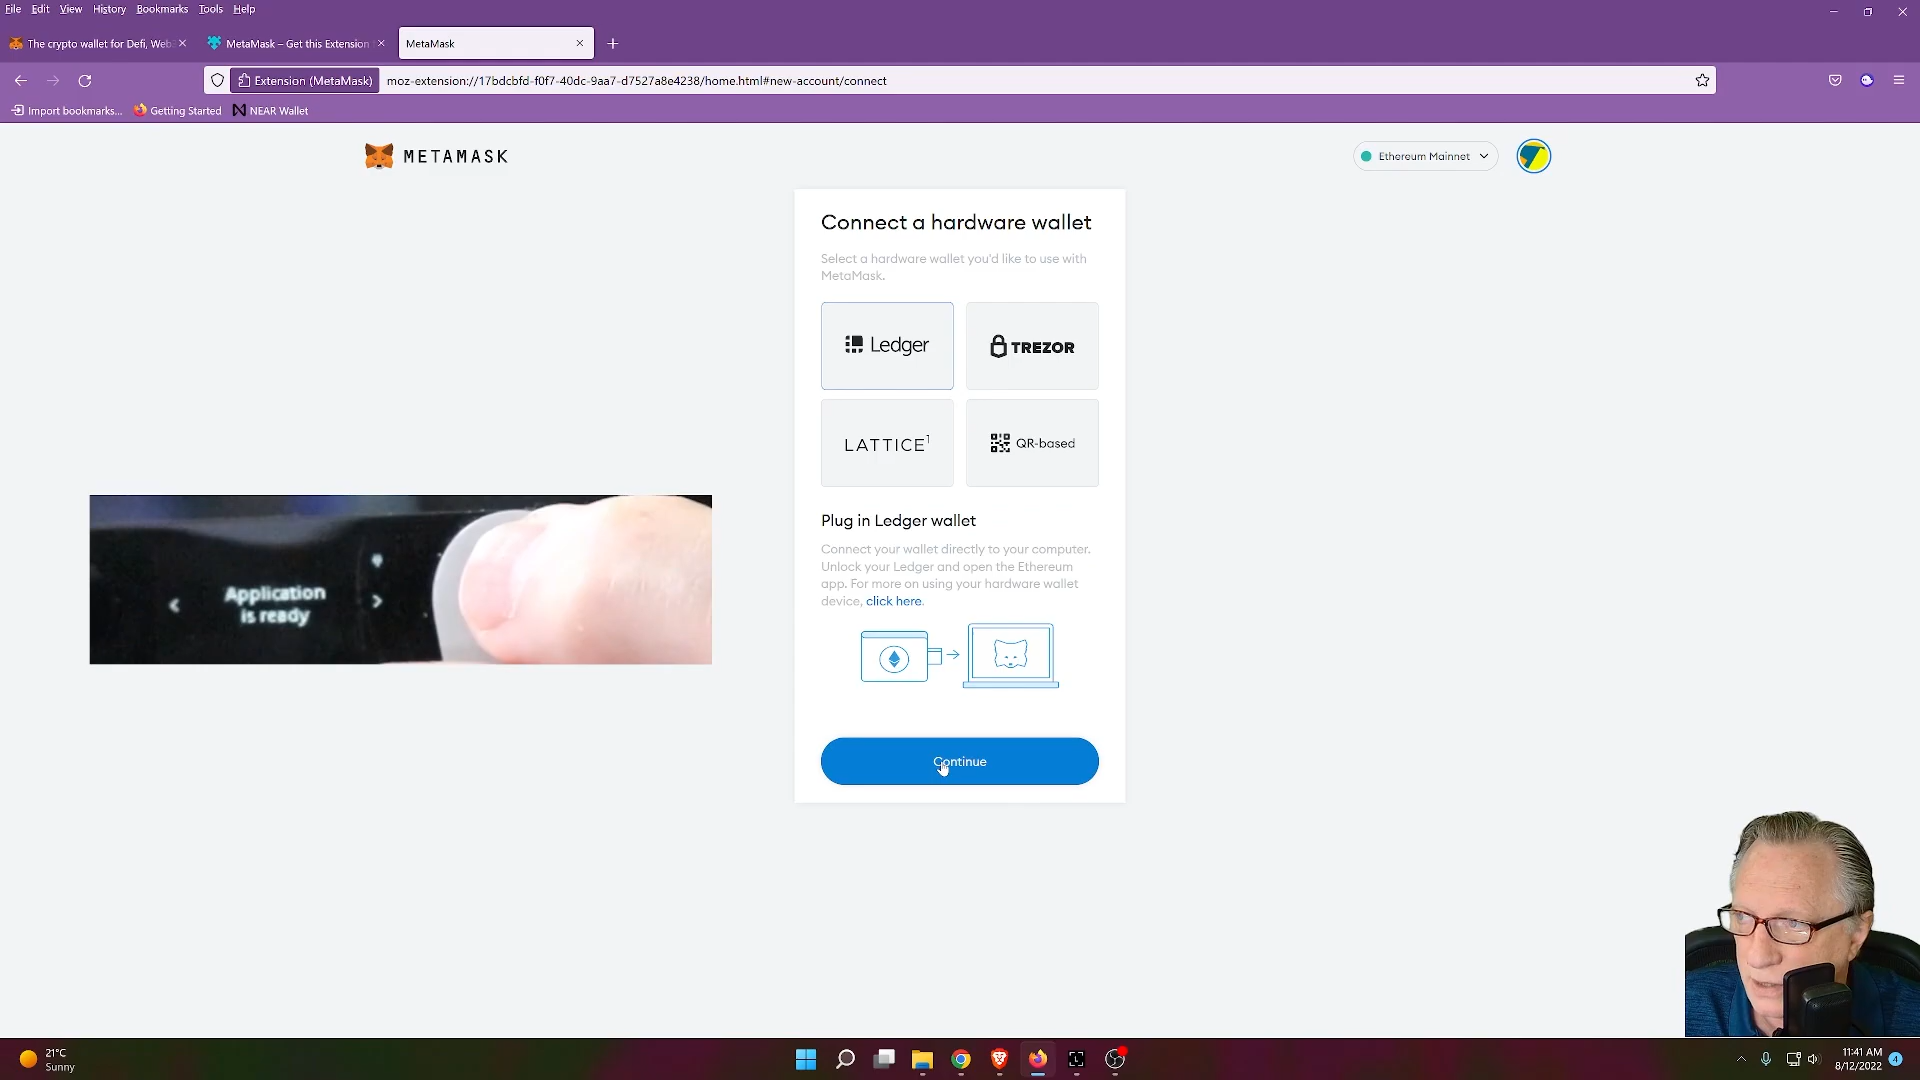 File Edit View History Bookmarks Tools Help
The crypto wallet for Defi, Web3
MetaMask – Get this Extension
MetaMask
Extension (MetaMask)
moz-extension://17bdcbfd-f0f7-40dc-9aa7-d7527a8e4238/home.html#new-account/connect
Import bookmarks...
Getting Started
NEAR Wallet
METAMASK
Ethereum Mainnet
Connect a hardware wallet
Select a hardware wallet you'd like to use with
MetaMask.
Ledger
TREZOR
LATTICE1
QR-based
Plug in Ledger wallet
Connect your wallet directly to your computer.
Unlock your Ledger and open the Ethereum
app. For more on using your hardware wallet
device, click here.
Application
is ready
Continue
21°C
Sunny
11:41 AM
8/12/2022
4